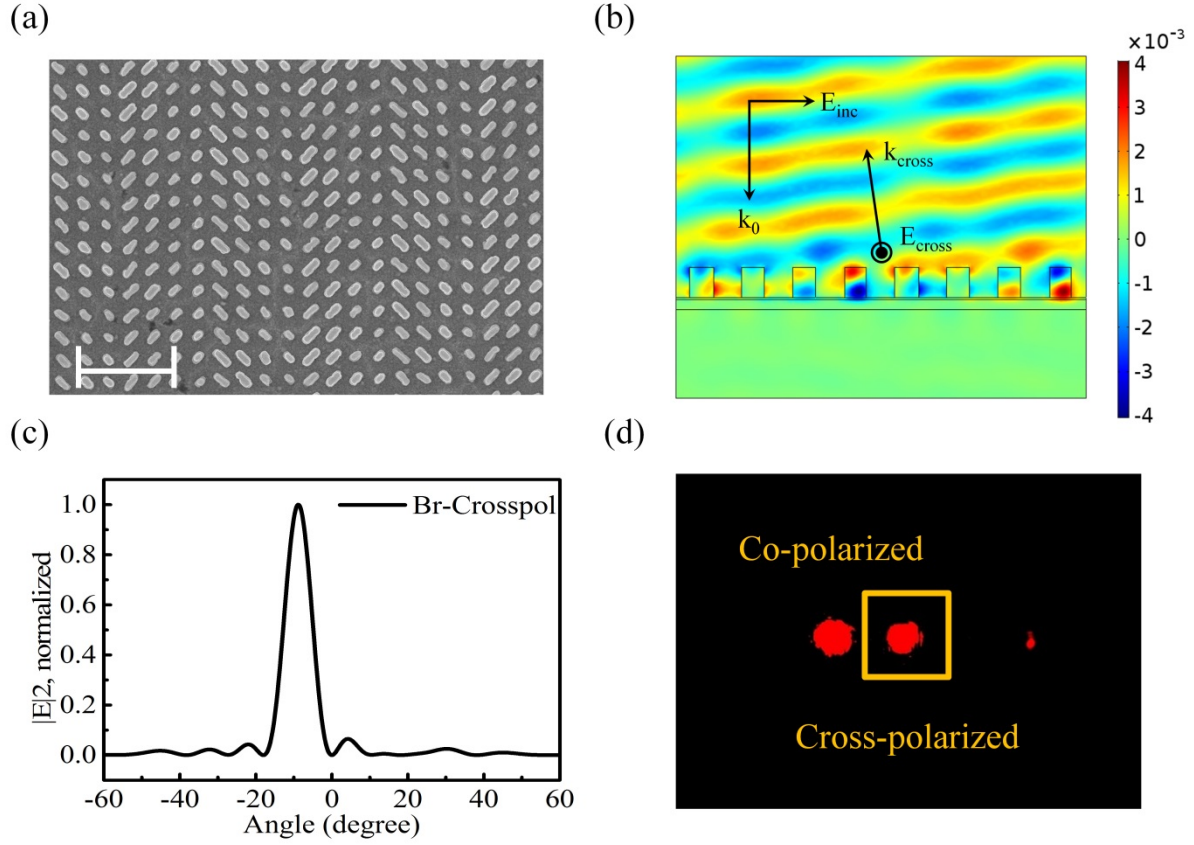 (a)
(b)
×10⁻³
4
3
2
1
0
-1
-2
-3
-4
E_inc
k_cross
k_0
E_cross
(c)
(d)
|E|2, normalized
1.0
0.8
0.6
0.4
0.2
0.0
Br-Crosspol
-60 -40 -20 0 20 40 60
Angle (degree)
Co-polarized
Cross-polarized